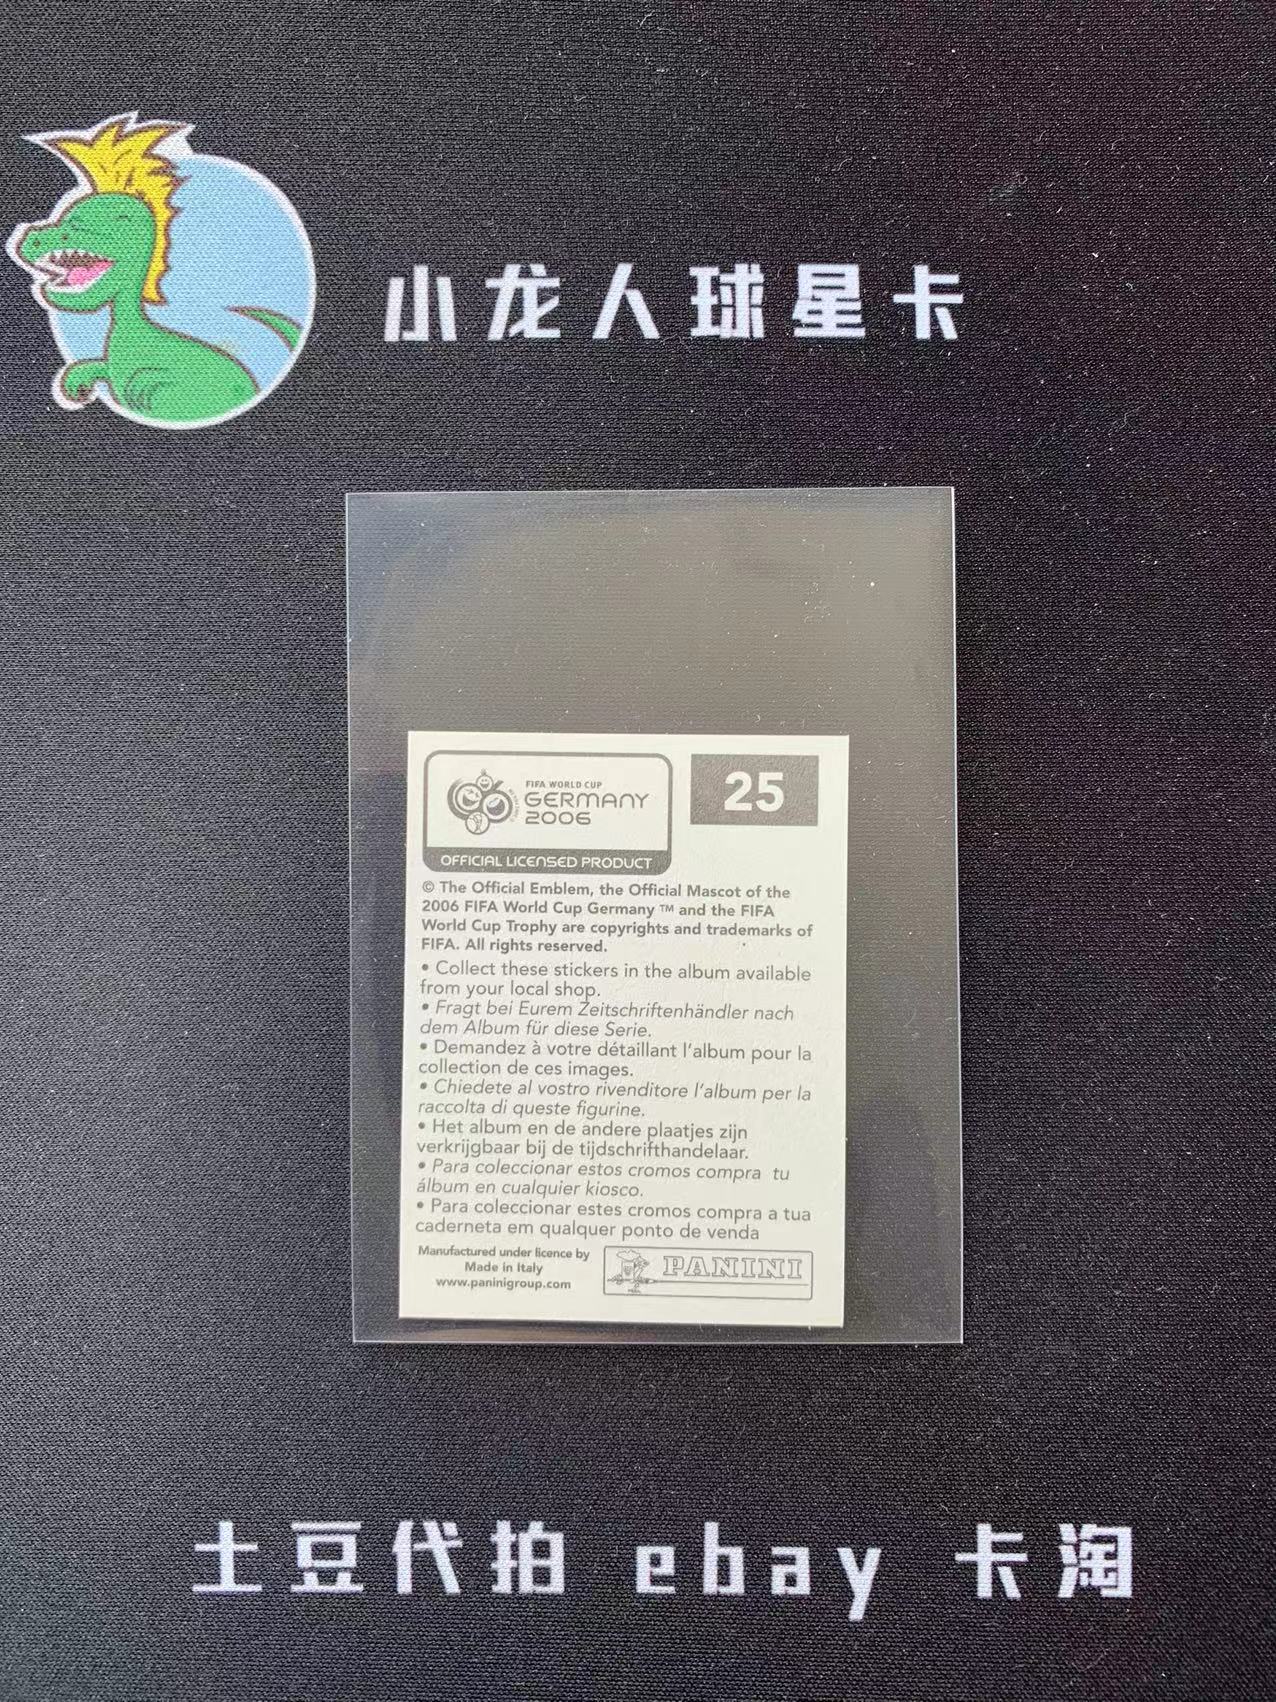 小龙人球星卡
FIFA WORLD CUP
GERMANY
2006
OFFICIAL LICENSED PRODUCT
25
© The Official Emblem, the Official Mascot of the
2006 FIFA World Cup Germany ™ and the FIFA
World Cup Trophy are copyrights and trademarks of
FIFA. All rights reserved.
• Collect these stickers in the album available
from your local shop.
• Fragt bei Eurem Zeitschriftenhändler nach
dem Album für diese Serie.
• Demandez à votre détaillant l'album pour la
collection de ces images.
• Chiedete al vostro rivenditore l'album per la
raccolta di queste figurine.
• Het album en de andere plaatjes zijn
verkrijgbaar bij de tijdschrifthandelaar.
• Para coleccionar estos cromos compra tu
álbum en cualquier kiosco.
• Para coleccionar estes cromos compra a tua
caderneta em qualquer ponto de venda
Manufactured under licence by
Made in Italy
www.paninigroup.com
PANINI
土豆代拍 ebay 卡淘